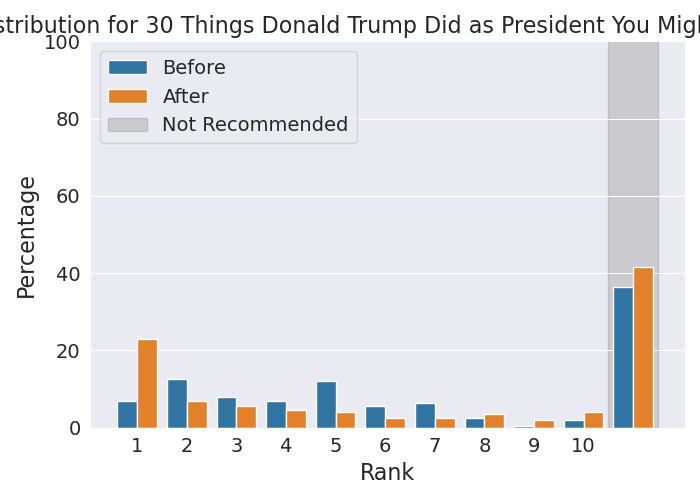 stribution for 30 Things Donald Trump Did as President You Migh
100
80
60
40
20
0
Percentage
Before
After
Not Recommended
1 2 3 4 5 6 7 8 9 10
Rank